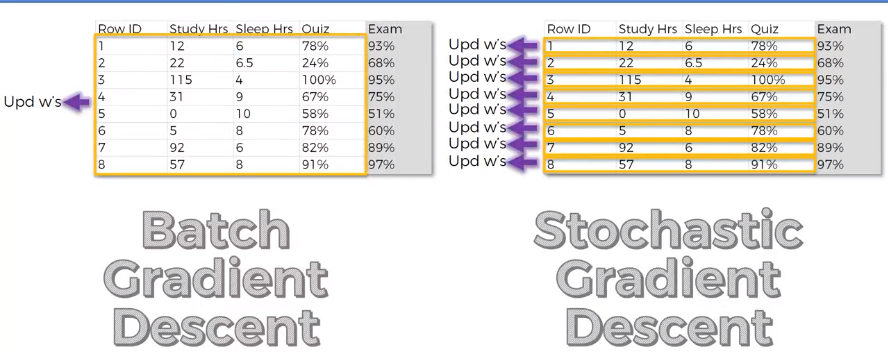 Row ID Study Hrs Sleep Hrs Quiz Exam
1 12 6 78% 93%
2 22 6.5 24% 68%
3 115 4 100% 95%
4 31 9 67% 75%
5 0 10 58% 51%
6 5 8 78% 60%
7 92 6 82% 89%
8 57 8 91% 97%
Upd w's
Batch
Gradient
Descent
Row ID Study Hrs Sleep Hrs Quiz Exam
Upd w's 1 12 6 78% 93%
Upd w's 2 22 6.5 24% 68%
Upd w's 3 115 4 100% 95%
Upd w's 4 31 9 67% 75%
Upd w's 5 0 10 58% 51%
Upd w's 6 5 8 78% 60%
Upd w's 7 92 6 82% 89%
Upd w's 8 57 8 91% 97%
Stochastic
Gradient
Descent